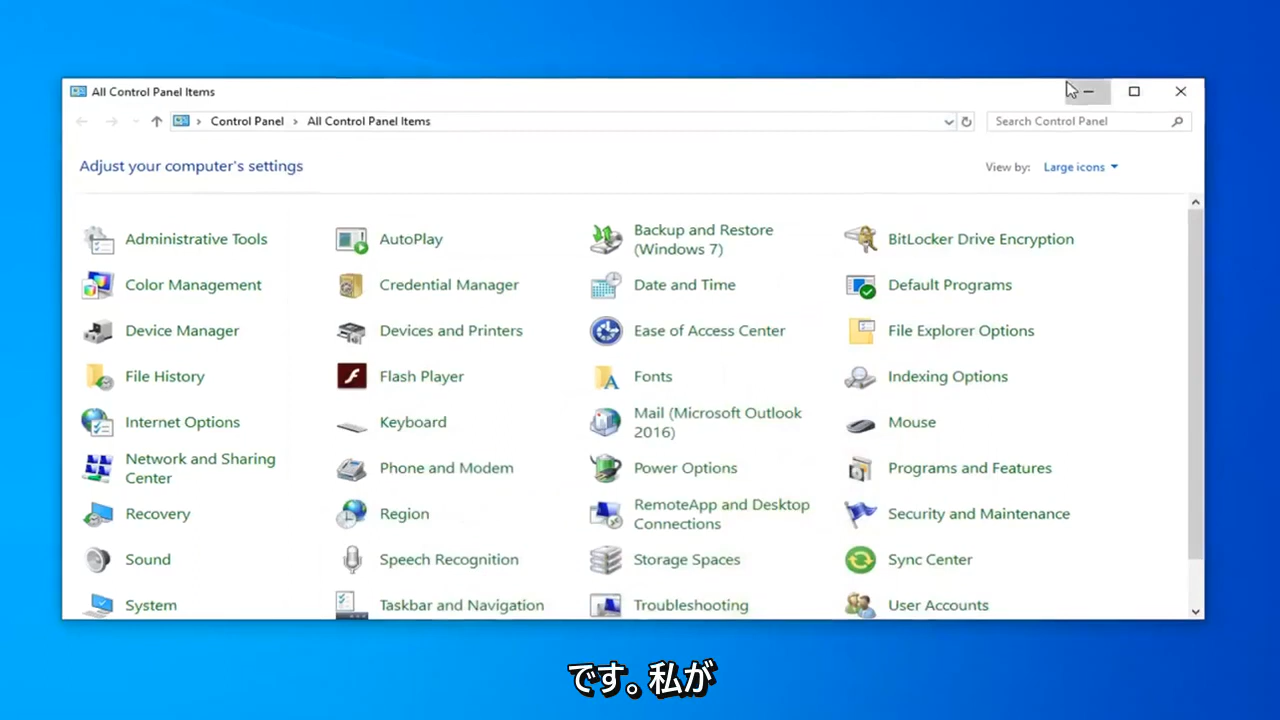 All Control Panel Items
Control Panel > All Control Panel Items
Search Control Panel
Adjust your computer's settings
View by: Large icons
Administrative Tools
AutoPlay
Backup and Restore
(Windows 7)
BitLocker Drive Encryption
Color Management
Credential Manager
Date and Time
Default Programs
Device Manager
Devices and Printers
Ease of Access Center
File Explorer Options
File History
Flash Player
Fonts
Indexing Options
Internet Options
Keyboard
Mail (Microsoft Outlook
2016)
Mouse
Network and Sharing
Center
Phone and Modem
Power Options
Programs and Features
Recovery
Region
RemoteApp and Desktop
Connections
Security and Maintenance
Sound
Speech Recognition
Storage Spaces
Sync Center
System
Taskbar and Navigation
Troubleshooting
User Accounts
です。私が